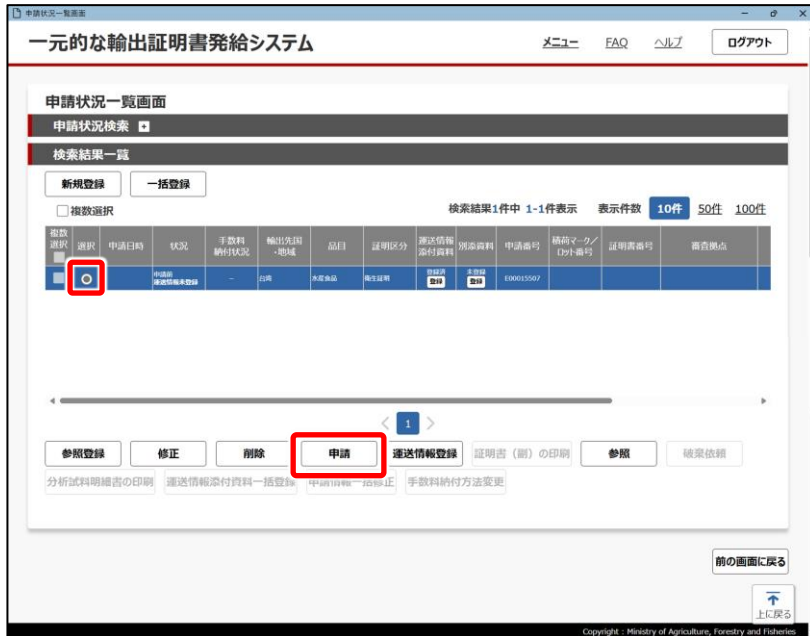 申請状況一覧画面
一元的な輸出証明書発給システム メニュー FAQ ヘルプ ログアウト
申請状況一覧画面
申請状況検索
検索結果一覧
新規登録 一括登録
複数選択 検索結果1件中 1-1件表示 表示件数 10件 50件 100件
複数選択 選択 申請日時 状況 手数料納付状況 輸出先国・地域 品目 証明区分 運送情報添付資料 別添資料 申請番号 積荷マーク/ロット番号 証明書番号 審査拠点
申請前 運送情報未登録 － 台湾 水産食品 衛生証明 登録済 登録 未登録 登録 E00015507
1
参照登録 修正 削除 申請 運送情報登録 証明書（副）の印刷 参照 破棄依頼
分析試料明細書の印刷 運送情報添付資料一括登録 申請情報一括修正 手数料納付方法変更
前の画面に戻る
上に戻る
Copyright : Ministry of Agriculture, Forestry and Fisheries